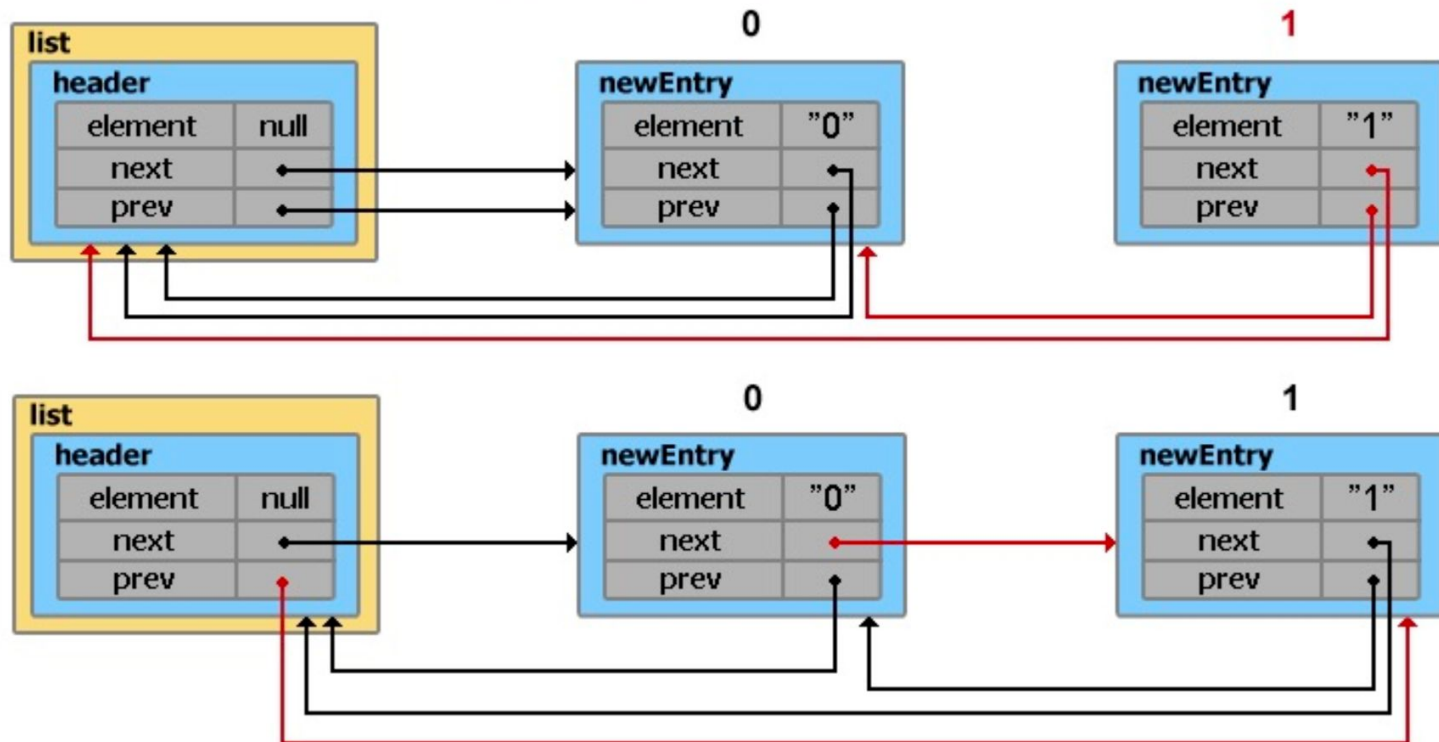 0 1
list
header
element null
next
prev
newEntry
element "0"
next
prev
newEntry
element "1"
next
prev
0 1
list
header
element null
next
prev
newEntry
element "0"
next
prev
newEntry
element "1"
next
prev